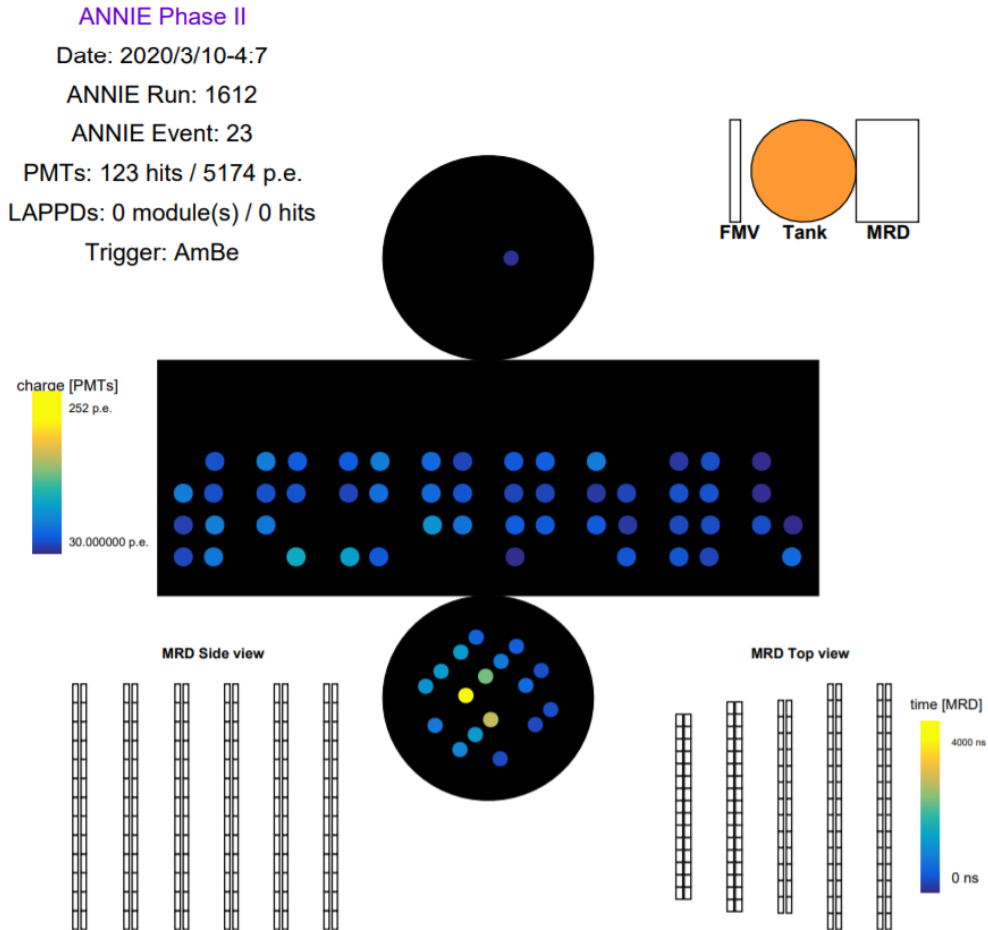 ANNIE Phase II
Date: 2020/3/10-4:7
ANNIE Run: 1612
ANNIE Event: 23
PMTs: 123 hits / 5174 p.e.
LAPPDs: 0 module(s) / 0 hits
Trigger: AmBe
FMV Tank MRD
charge [PMTs]
252 p.e.
30.000000 p.e.
MRD Side view
MRD Top view
time [MRD]
4000 ns
0 ns